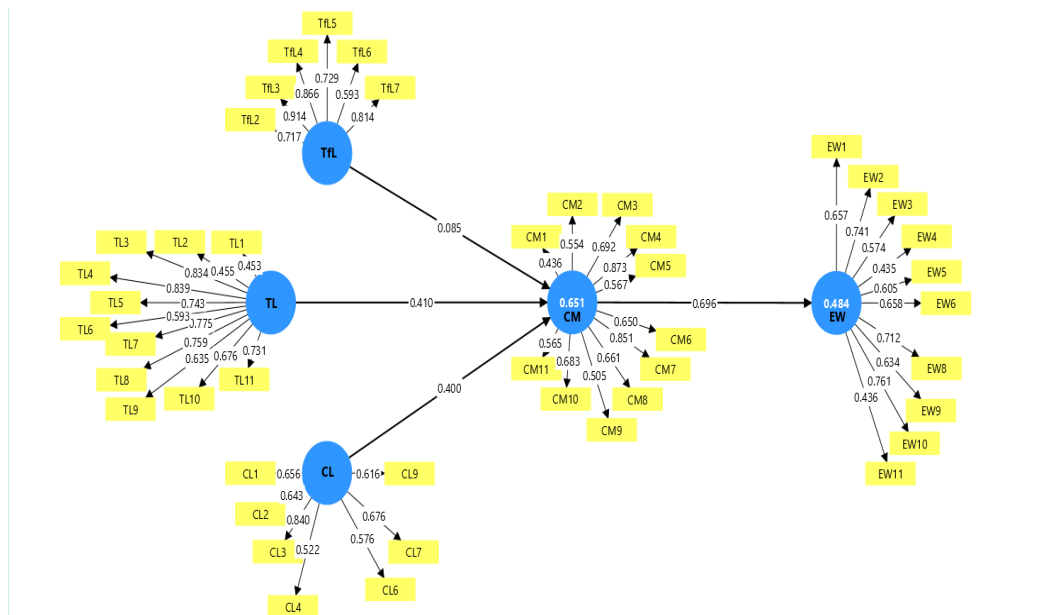 TfL5
TfL4
TfL6
0.729
TfL3
0.866
0.593
TfL7
0.914
0.814
TfL2
0.717
TfL
0.085
TL3
TL2
TL1
0.834
0.455
0.453
TL4
0.839
TL5
0.743
TL
0.593
0.775
TL6
TL7
0.759
0.635
0.676
0.731
TL8
TL11
TL10
TL9
0.410
CM2
CM3
CM1
0.554
0.692
CM4
0.436
0.873
CM5
0.567
0.651
CM
0.650
CM6
0.565
0.851
0.683
0.661
CM7
CM11
0.505
CM10
CM8
CM9
0.696
0.400
CL
CL1
0.656
0.616
CL9
0.643
CL2
0.840
0.676
CL3
0.522
0.576
CL7
CL6
CL4
EW1
EW2
0.657
0.741
EW3
0.574
EW4
0.435
EW5
0.605
0.658
EW6
0.484
EW
0.712
0.634
EW8
0.761
0.436
EW9
EW10
EW11